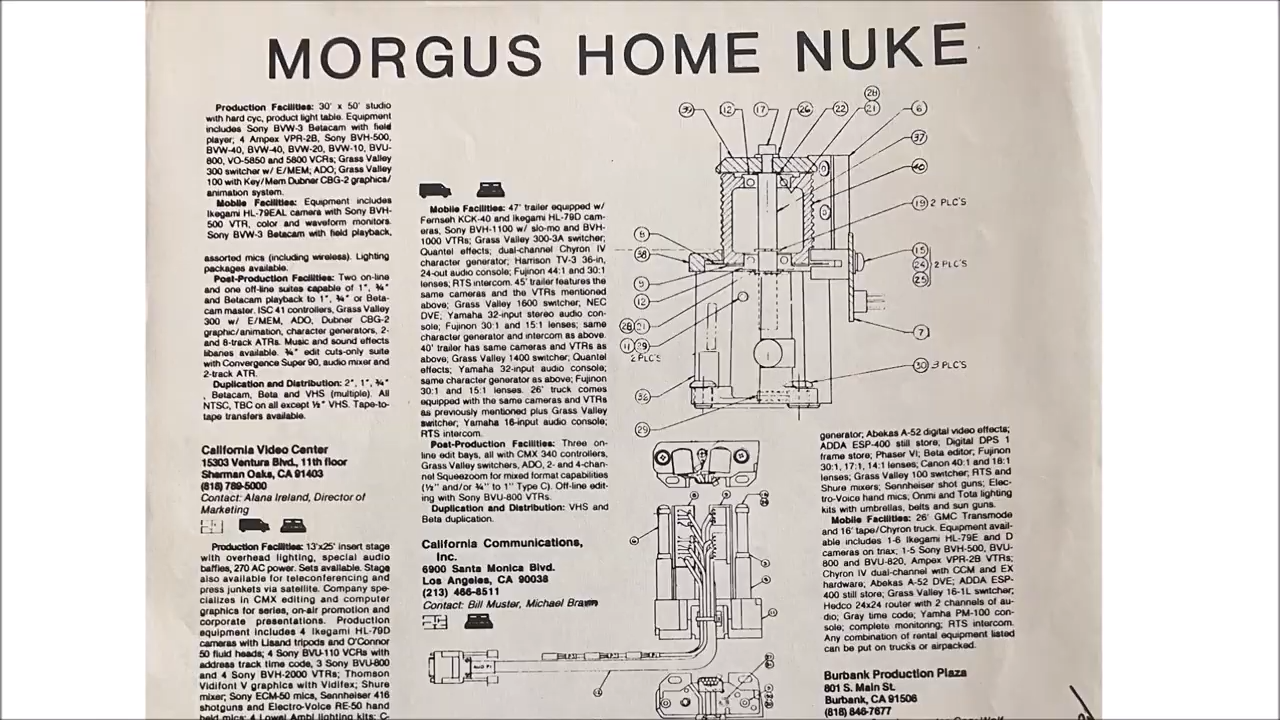 MORGUS HOME NUKE
Production Facilities: 30' x 50' studio
with hard cyc, product light table. Equipment
includes Sony BVW-3 Betacam with field
player; 4 Ampex VPR-2B, Sony BVH-500,
BVW-40, BVW-40, BVW-20, BVW-10, BVU-
800, VO-5850 and 5800 VCRs; Grass Valley
300 switcher w/ E/MEM; ADO; Grass Valley
100 with Key/Mem Dubner CBG-2 graphics/
animation system.
Mobile Facilities: Equipment includes
Ikegami HL-79EAL camera with Sony BVH-
500 VTR, color and waveform monitors.
Sony BVW-3 Betacam with field playback,
assorted mics (including wireless). Lighting
packages available.
Post-Production Facilities: Two on-line
and one off-line suites capable of 1", ¾"
and Betacam playback to 1", ¾" or Beta-
cam master. ISC 41 controllers, Grass Valley
300 w/ E/MEM, ADO, Dubner CBG-2
graphic/animation, character generators, 2-
and 8-track ATRs. Music and sound effects
libaries available. ¾" edit cuts-only suite
with Convergence Super 90, audio mixer and
2-track ATR.
Duplication and Distribution: 2", 1", ¾"
, Betacam, Beta and VHS (multiple). All
NTSC, TBC on all except ½" VHS. Tape-to-
tape transfers available.
California Video Center
15303 Ventura Blvd., 11th floor
Sherman Oaks, CA 91403
(818) 789-5000
Contact: Alana Ireland, Director of
Marketing
Production Facilities: 13'x25' insert stage
with overhead lighting, special audio
baffles, 270 AC power. Sets available. Stage
also available for teleconferencing and
press junkets via satellite. Company spe-
cializes in CMX editing and computer
graphics for series, on-air promotion and
corporate presentations. Production
equipment includes 4 Ikegami HL-79D
cameras with Lisand tripods and O'Connor
50 fluid heads; 4 Sony BVU-110 VCRs with
address track time code, 3 Sony BVU-800
and 4 Sony BVH-2000 VTRs; Thomson
Vidifont V graphics with Vidifex; Shure
mixer; Sony ECM-50 mics, Sennheiser 416
shotguns and Electro-Voice RE-50 hand
held mics; 4 Lowel Ambi lighting kits; C-
Mobile Facilities: 47' trailer equipped w/
Fernseh KCK-40 and Ikegami HL-79D cam-
eras, Sony BVH-1100 w/ slo-mo and BVH-
1000 VTRs; Grass Valley 300-3A switcher;
Quantel effects; dual-channel Chyron IV
character generator; Harrison TV-3 36-in,
24-out audio console; Fujinon 44:1 and 30:1
lenses; RTS intercom. 45' trailer features the
same cameras and the VTRs mentioned
above; Grass Valley 1600 switcher; NEC
DVE; Yamaha 32-input stereo audio con-
sole; Fujinon 30:1 and 15:1 lenses; same
character generator and intercom as above.
40' trailer has same cameras and VTRs as
above; Grass Valley 1400 switcher; Quantel
effects; Yamaha 32-input audio console;
same character generator as above; Fujinon
30:1 and 15:1 lenses. 26' truck comes
equipped with the same cameras and VTRs
as previously mentioned plus Grass Valley
switcher; Yamaha 16-input audio console;
RTS intercom.
Post-Production Facilities: Three on-
line edit bays, all with CMX 340 controllers,
Grass Valley switchers, ADO, 2- and 4-chan-
nel Squeezoom for mixed format capabilities
(½" and/or ¾" to 1" Type C). Off-line edit-
ing with Sony BVU-800 VTRs.
Duplication and Distribution: VHS and
Beta duplication.
California Communications,
Inc.
6900 Santa Monica Blvd.
Los Angeles, CA 90038
(213) 466-8511
Contact: Bill Muster, Michael Braun
39 12 17 26 22 28
21 6
37
40
19 2 PLC'S
8
38
15
24 2 PLC'S
25
9
12
28 21
11 29
2 PLC'S
7
30 3 PLC'S
36
29
generator; Abekas A-52 digital video effects;
ADDA ESP-400 still store; Digital DPS 1
frame store; Phaser VI; Beta editor; Fujinon
30:1, 17:1, 14:1 lenses; Canon 40:1 and 18:1
lenses; Grass Valley 100 switcher; RTS and
Shure mixers; Sennheiser shot guns; Elec-
tro-Voice hand mics; Onmi and Tota lighting
kits with umbrellas, belts and sun guns.
Mobile Facilities: 26' GMC Transmode
and 16' tape/Chyron truck. Equipment avail-
able includes 1-6 Ikegami HL-79E and D
cameras on triax; 1-5 Sony BVH-500, BVU-
800 and BVU-820, Ampex VPR-2B VTRs;
Chyron IV dual-channel with CCM and EX
hardware; Abekas A-52 DVE; ADDA ESP-
400 still store; Grass Valley 16-1L switcher;
Hedco 24x24 router with 2 channels of au-
dio; Gray time code; Yamha PM-100 con-
sole; complete monitoring; RTS intercom.
Any combination of rental equipment listed
can be put on trucks or airpacked.
Burbank Production Plaza
801 S. Main St.
Burbank, CA 91506
(818) 846-7677